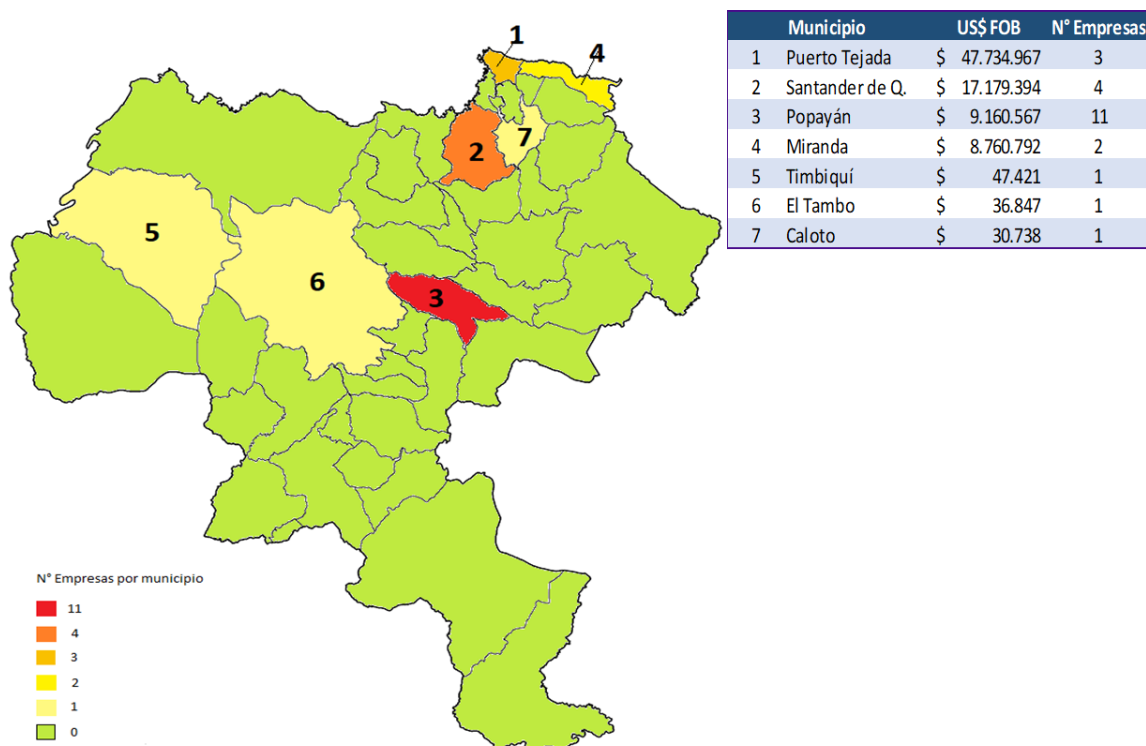 Municipio US$ FOB N° Empresas
1 Puerto Tejada $ 47.734.967 3
2 Santander de Q. $ 17.179.394 4
3 Popayán $ 9.160.567 11
4 Miranda $ 8.760.792 2
5 Timbiquí $ 47.421 1
6 El Tambo $ 36.847 1
7 Caloto $ 30.738 1
1
4
7
2
5
6
3
N° Empresas por municipio
11
4
3
2
1
0